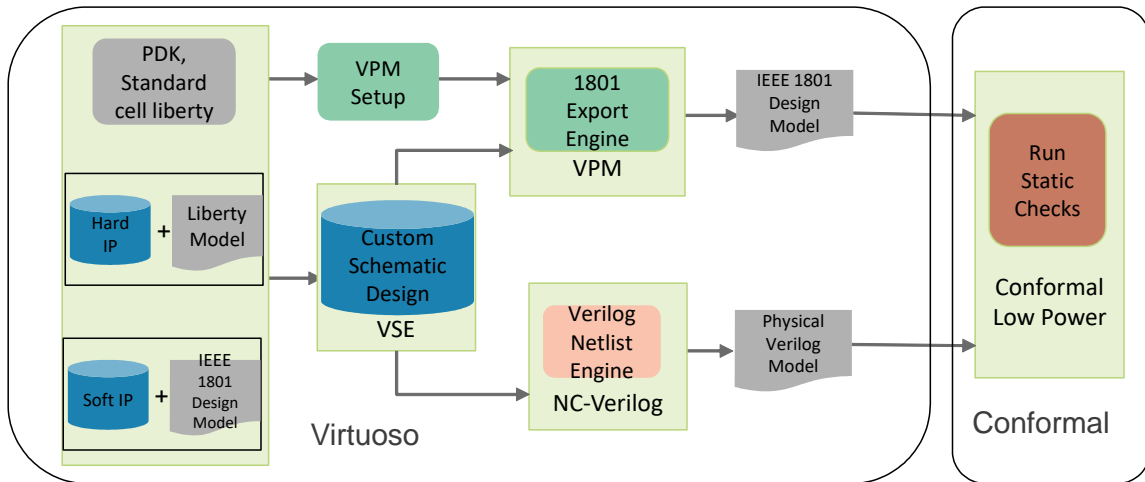 PDK,
Standard
cell liberty
Hard
IP
+
Liberty
Model
Soft IP
+
IEEE
1801
Design
Model
VPM
Setup
Custom
Schematic
Design
VSE
1801
Export
Engine
VPM
Verilog
Netlist
Engine
NC-Verilog
IEEE 1801
Design
Model
Physical
Verilog
Model
Virtuoso
Run
Static
Checks
Conformal
Low Power
Conformal